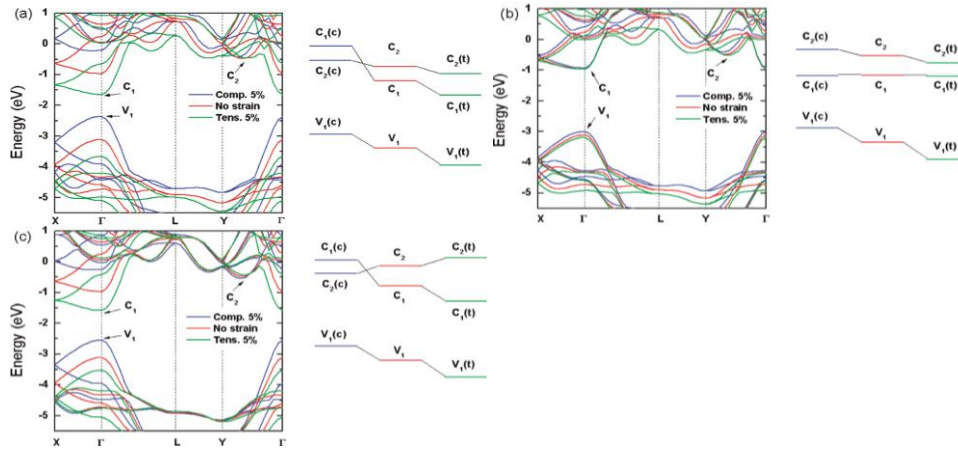 (a)
1
0
-1
-2
-3
-4
-5
Energy (eV)
X Γ L Y Γ
C₂
C₁
V₁
Comp. 5%
No strain
Tens. 5%
C₁(c)
C₂
C₂(t)
C₂(c)
C₁
C₁(t)
V₁(c)
V₁
V₁(t)
(b)
1
0
-1
-2
-3
-4
-5
Energy (eV)
X Γ L Y Γ
C₂
C₁
V₁
Comp. 5%
No strain
Tens. 5%
C₂(c)
C₂
C₂(t)
C₁(c)
C₁
C₁(t)
V₁(c)
V₁
V₁(t)
(c)
1
0
-1
-2
-3
-4
-5
Energy (eV)
X Γ L Y Γ
C₂
C₁
V₁
Comp. 5%
No strain
Tens. 5%
C₁(c)
C₂
C₂(t)
C₂(c)
C₁
C₁(t)
V₁(c)
V₁
V₁(t)